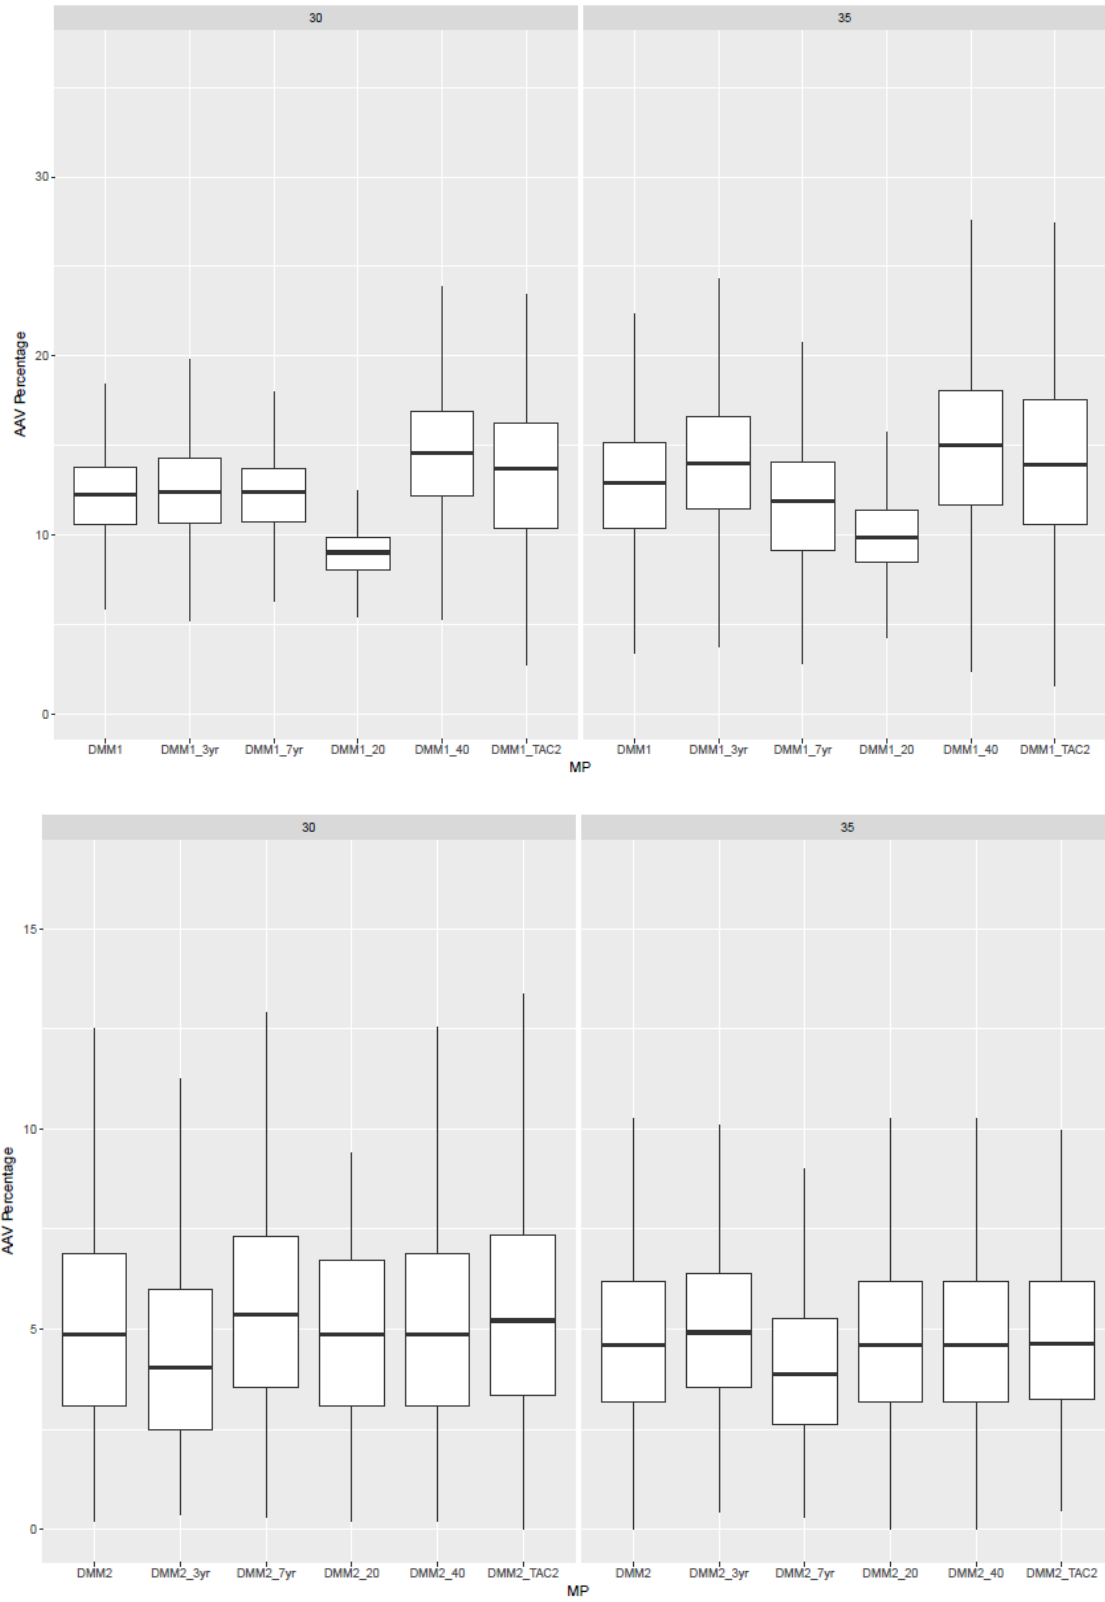 30 35
AAV Percentage
30
20
10
0
DMM1 DMM1_3yr DMM1_7yr DMM1_20 DMM1_40 DMM1_TAC2 DMM1 DMM1_3yr DMM1_7yr DMM1_20 DMM1_40 DMM1_TAC2
MP
30 35
AAV Percentage
15
10
5
0
DMM2 DMM2_3yr DMM2_7yr DMM2_20 DMM2_40 DMM2_TAC2 DMM2 DMM2_3yr DMM2_7yr DMM2_20 DMM2_40 DMM2_TAC2
MP